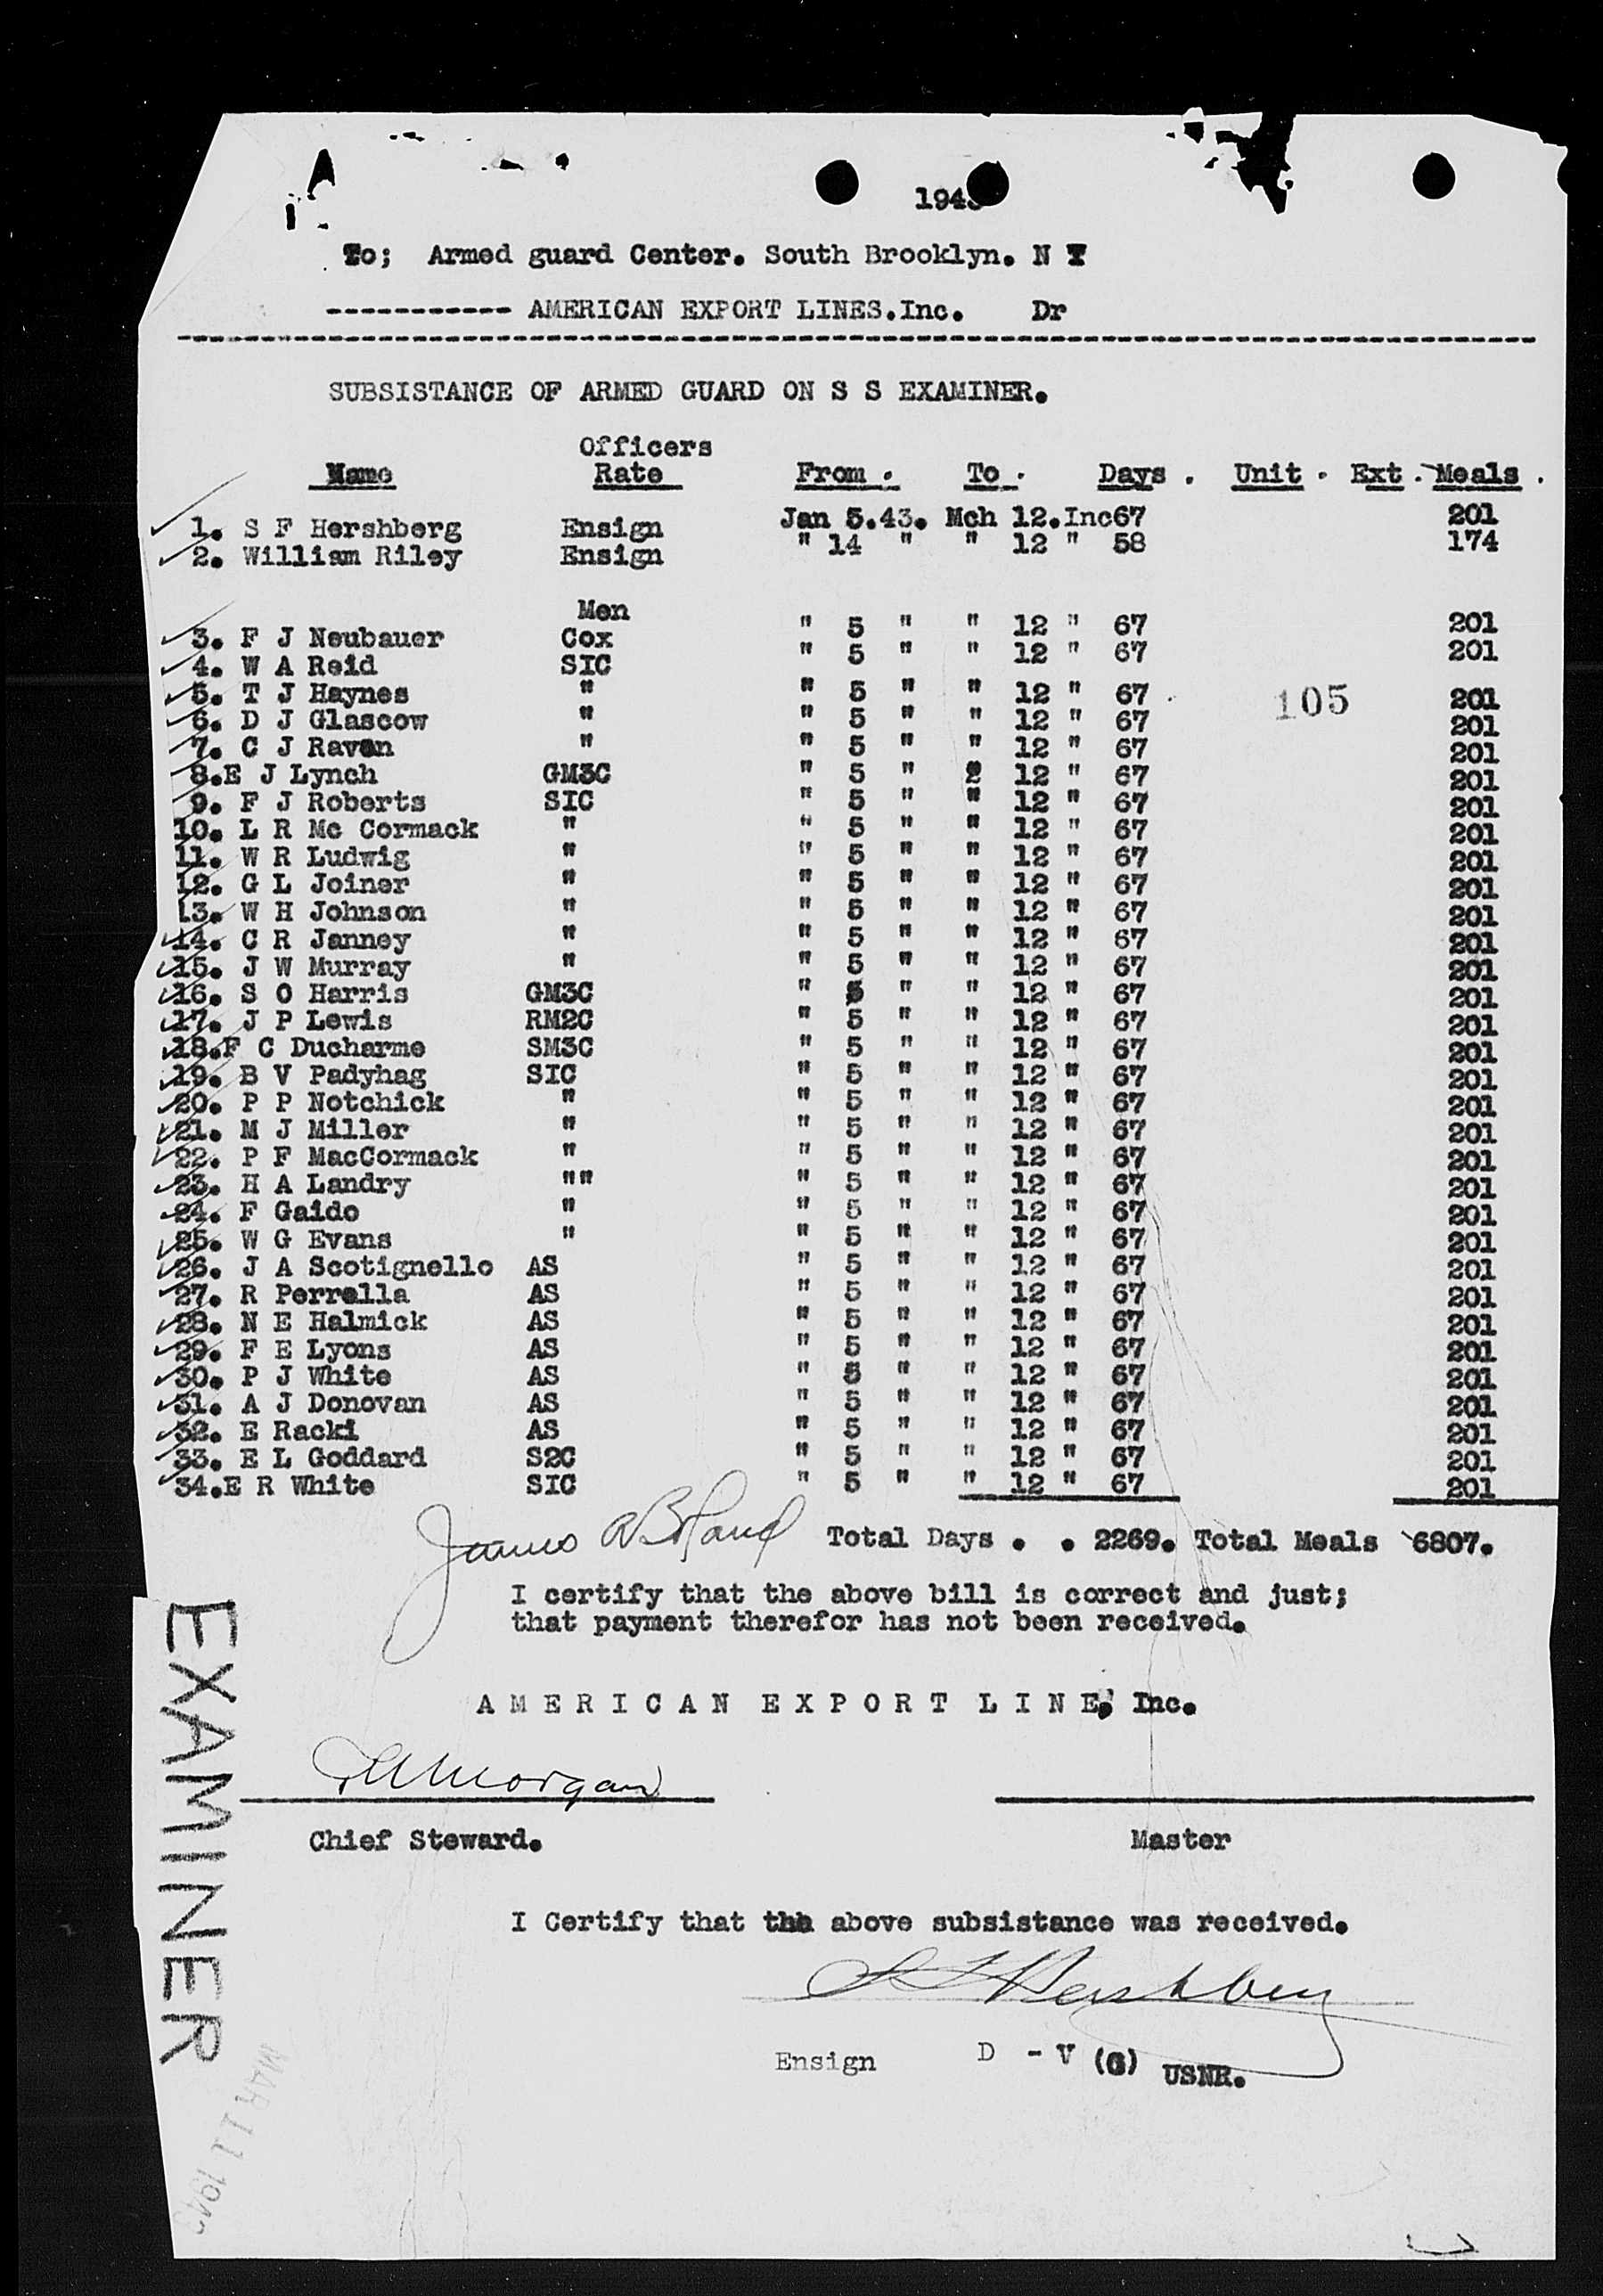 1943
To; Armed guard Center. South Brooklyn. N Y
----------- AMERICAN EXPORT LINES.Inc. Dr
SUBSISTANCE OF ARMED GUARD ON S S EXAMINER.
Officers
Name Rate From . To . Days . Unit . Ext . Meals .
1. S F Hershberg Ensign Jan 5.43. Mch 12.Inc67 201
2. William Riley Ensign " 14 " " 12 " 58 174
Men
3. F J Neubauer Cox " 5 " " 12 " 67 201
4. W A Reid SIC " 5 " " 12 " 67 201
5. T J Haynes " " 5 " " 12 " 67 201
105
6. D J Glascow " " 5 " " 12 " 67 201
7. C J Raven " " 5 " " 12 " 67 201
8.E J Lynch GM3C " 5 " 2 12 " 67 201
9. F J Roberts SIC " 5 " " 12 " 67 201
10. L R Mc Cormack " " 5 " " 12 " 67 201
11. W R Ludwig " " 5 " " 12 " 67 201
12. G L Joiner " " 5 " " 12 " 67 201
13. W H Johnson " " 5 " " 12 " 67 201
14. C R Janney " " 5 " " 12 " 67 201
15. J W Murray " " 5 " " 12 " 67 201
16. S O Harris GM3C " 5 " " 12 " 67 201
17. J P Lewis RM2C " 5 " " 12 " 67 201
18.F C Ducharme SM3C " 5 " " 12 " 67 201
19. B V Padyhag SIC " 5 " " 12 " 67 201
20. P P Notchick " " 5 " " 12 " 67 201
21. M J Miller " " 5 " " 12 " 67 201
22. P F MacCormack " " 5 " " 12 " 67 201
23. H A Landry "" " 5 " " 12 " 67 201
24. F Gaido " " 5 " " 12 " 67 201
25. W G Evans " " 5 " " 12 " 67 201
26. J A Scotignello AS " 5 " " 12 " 67 201
27. R Perrella AS " 5 " " 12 " 67 201
28. N E Halmick AS " 5 " " 12 " 67 201
29. F E Lyons AS " 5 " " 12 " 67 201
30. P J White AS " 5 " " 12 " 67 201
31. A J Donovan AS " 5 " " 12 " 67 201
32. E Racki AS " 5 " " 12 " 67 201
33. E L Goddard S2C " 5 " " 12 " 67 201
34.E R White SIC " 5 " " 12 " 67 201
James Total Days . . 2269. Total Meals 6807.
I certify that the above bill is correct and just;
that payment therefor has not been received.
A M E R I C A N E X P O R T L I N E, Inc.
Morgan
Chief Steward. Master
I Certify that the above subsistance was received.
S F Hershberg
Ensign D - V (G) USNR.
EXAMINER
MAR 11 194